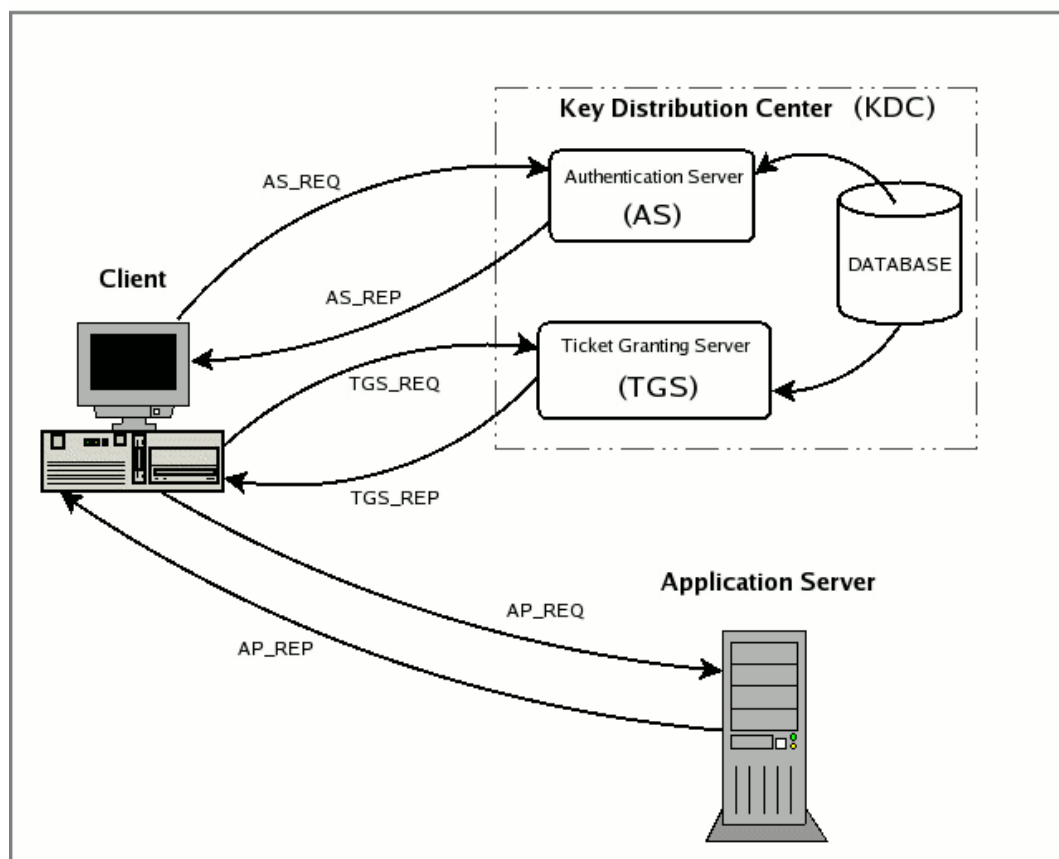 Key Distribution Center (KDC)
Authentication Server
(AS)
AS_REQ
DATABASE
Client
AS_REP
Ticket Granting Server
(TGS)
TGS_REQ
TGS_REP
Application Server
AP_REQ
AP_REP